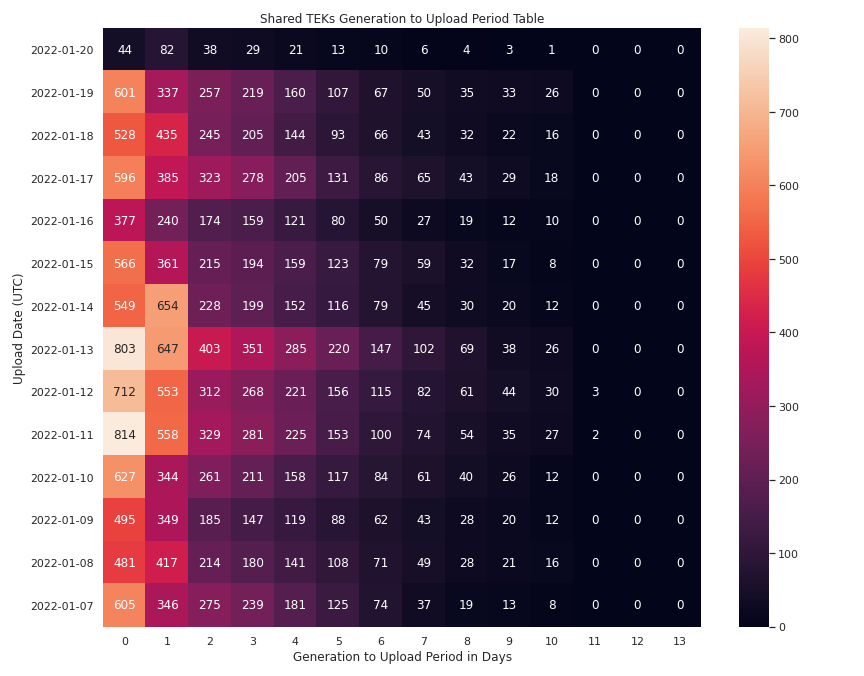 Shared TEKs Generation to Upload Period Table
Upload Date (UTC)
2022-01-20 44 82 38 29 21 13 10 6 4 3 1 0 0 0
2022-01-19 601 337 257 219 160 107 67 50 35 33 26 0 0 0
2022-01-18 528 435 245 205 144 93 66 43 32 22 16 0 0 0
2022-01-17 596 385 323 278 205 131 86 65 43 29 18 0 0 0
2022-01-16 377 240 174 159 121 80 50 27 19 12 10 0 0 0
2022-01-15 566 361 215 194 159 123 79 59 32 17 8 0 0 0
2022-01-14 549 654 228 199 152 116 79 45 30 20 12 0 0 0
2022-01-13 803 647 403 351 285 220 147 102 69 38 26 0 0 0
2022-01-12 712 553 312 268 221 156 115 82 61 44 30 3 0 0
2022-01-11 814 558 329 281 225 153 100 74 54 35 27 2 0 0
2022-01-10 627 344 261 211 158 117 84 61 40 26 12 0 0 0
2022-01-09 495 349 185 147 119 88 62 43 28 20 12 0 0 0
2022-01-08 481 417 214 180 141 108 71 49 28 21 16 0 0 0
2022-01-07 605 346 275 239 181 125 74 37 19 13 8 0 0 0
0 1 2 3 4 5 6 7 8 9 10 11 12 13
Generation to Upload Period in Days
800
700
600
500
400
300
200
100
0